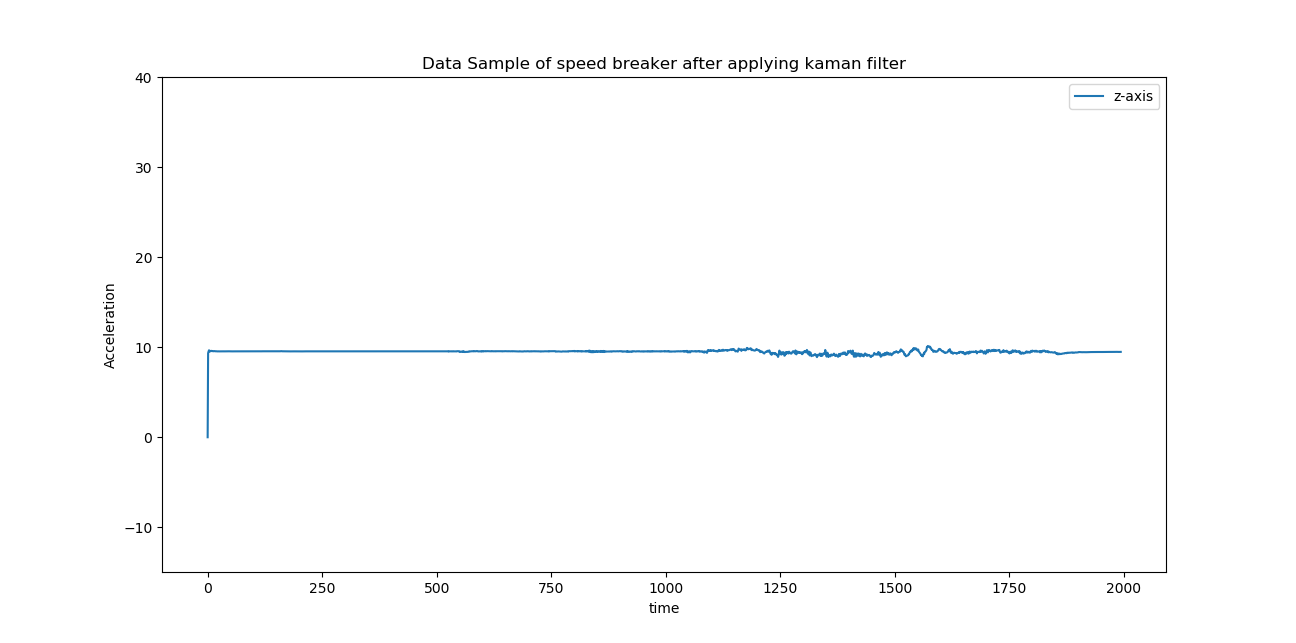 Data Sample of speed breaker after applying kaman filter
z-axis
40
30
20
10
0
−10
Acceleration
0 250 500 750 1000 1250 1500 1750 2000
time